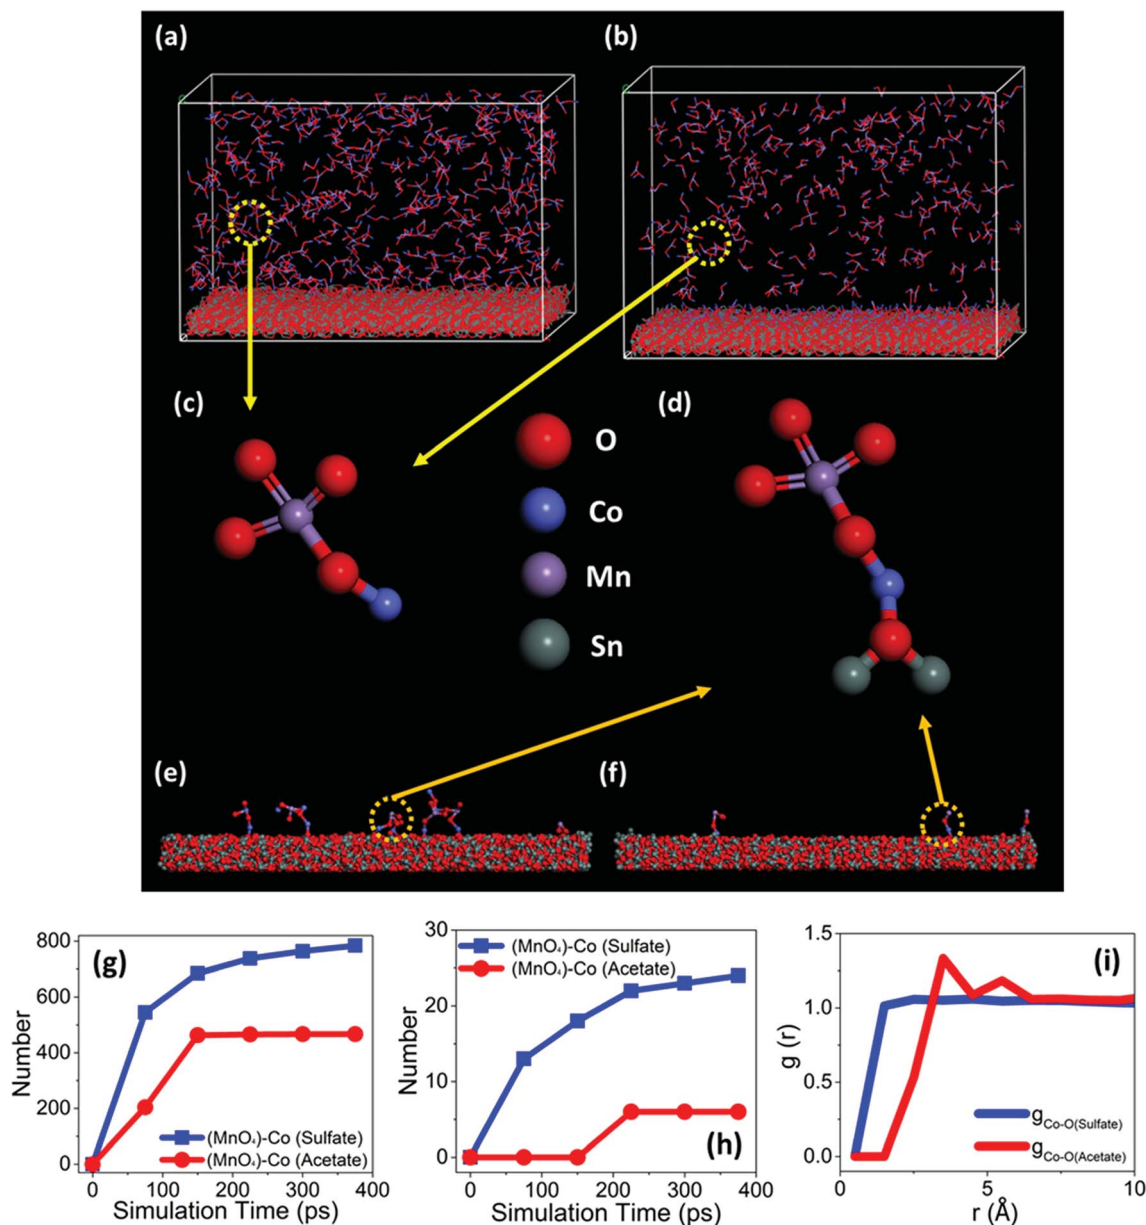 (a)
(b)
(c)
(d)
O
Co
Mn
Sn
(e)
(f)
(g)
800
600
400
200
0
Number
(MnO₄)-Co (Sulfate)
(MnO₄)-Co (Acetate)
0 100 200 300 400
Simulation Time (ps)
30
20
10
0
Number
(MnO₄)-Co (Sulfate)
(MnO₄)-Co (Acetate)
(h)
0 100 200 300 400
Simulation Time (ps)
(i)
1.5
1.0
0.5
0.0
g (r)
g Co-O(Sulfate)
g Co-O(Acetate)
0 5 10
r (Å)